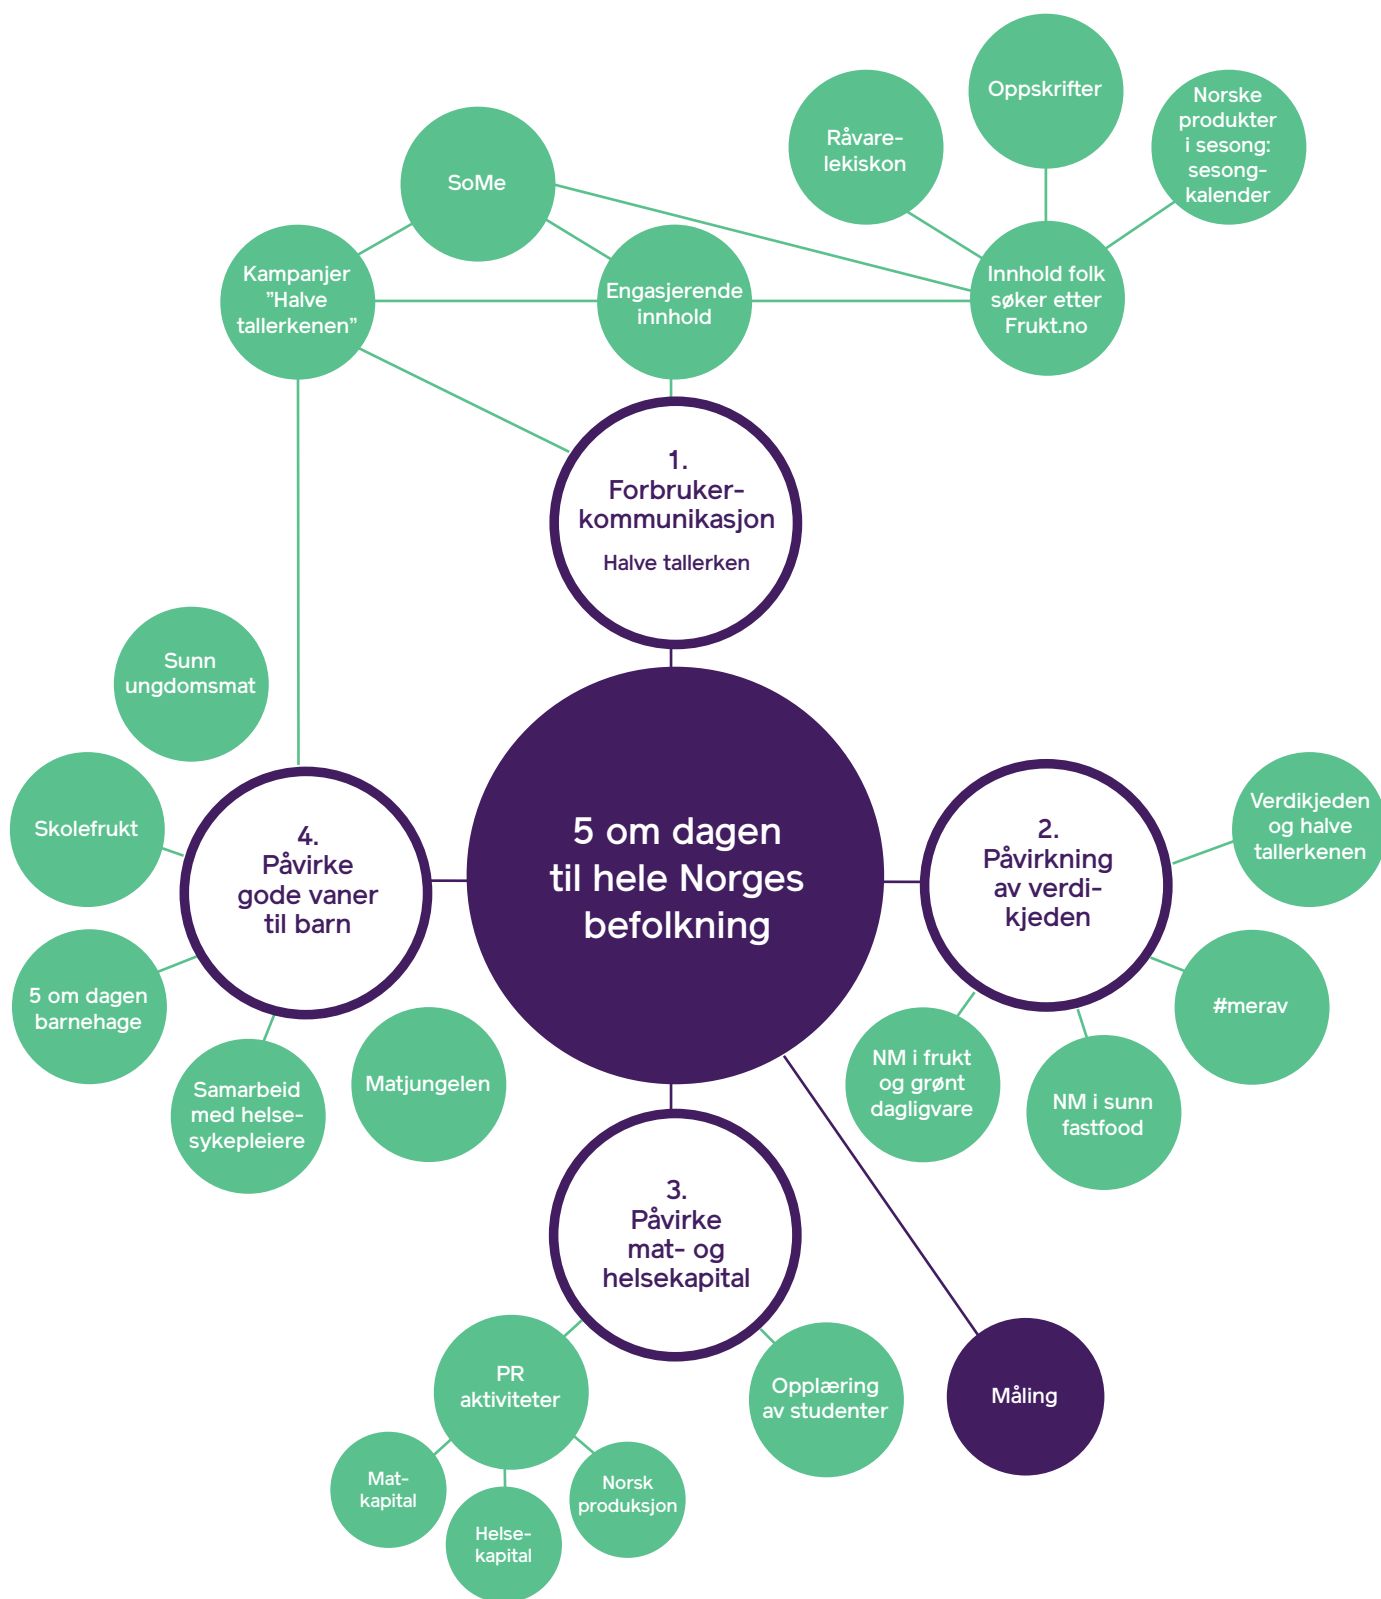 Oppskrifter
Norske
produkter
i sesong:
sesong-
kalender
Råvare-
lekiskon
SoMe
Kampanjer
”Halve
tallerkenen”
Engasjerende
innhold
Innhold folk
søker etter
Frukt.no
1.
Forbruker-
kommunikasjon
Halve tallerken
Sunn
ungdomsmat
Skolefrukt
4.
Påvirke
gode vaner
til barn
5 om dagen
til hele Norges
befolkning
2.
Påvirkning
av verdi-
kjeden
Verdikjeden
og halve
tallerkenen
5 om dagen
barnehage
#merav
Samarbeid
med helse-
sykepleiere
Matjungelen
NM i frukt
og grønt
dagligvare
NM i sunn
fastfood
3.
Påvirke
mat- og
helsekapital
PR
aktiviteter
Opplæring
av studenter
Måling
Mat-
kapital
Helse-
kapital
Norsk
produksjon